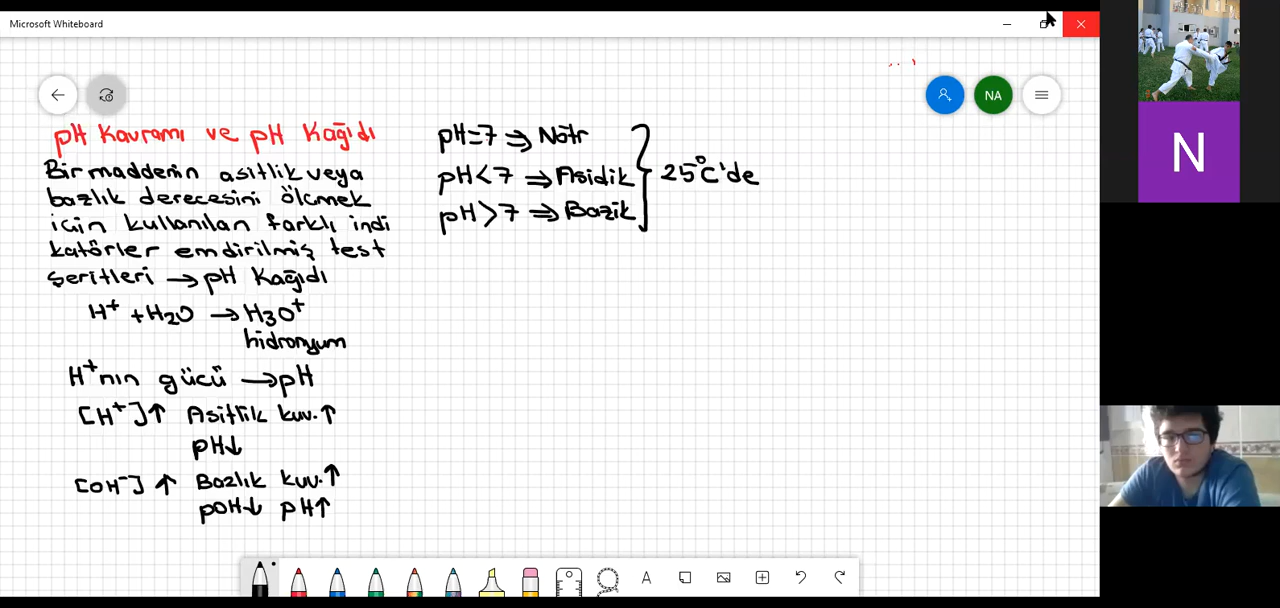 Microsoft Whiteboard
NA
N
pH Kavramı ve pH Kağıdı
Bir maddenin asitlik veya
bazlık derecesini ölçmek
için kullanılan farklı indi
katörler emdirilmiş test
şeritleri → pH Kağıdı
H⁺ + H₂O → H₃O⁺
hidronyum
H⁺nın gücü → pH
[H⁺]↑ Asitlik kuv.↑
pH↓
[OH⁻] ↑ Bazlık kuv.↑
pOH↓ pH↑
pH=7 ⇒ Nötr
pH<7 ⇒ Asidik
pH>7 ⇒ Bazik
25°C'de
A